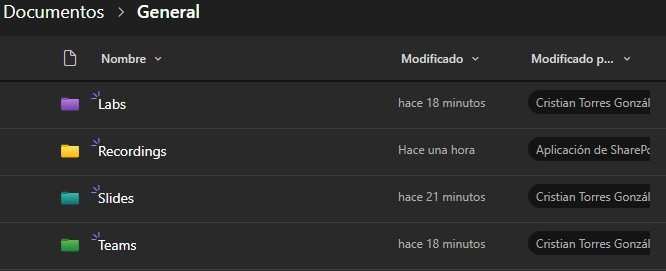 Documentos > General
Nombre Modificado Modificado p...
Labs hace 18 minutos Cristian Torres Gonzál
Recordings Hace una hora Aplicación de SharePo
Slides hace 21 minutos Cristian Torres Gonzál
Teams hace 18 minutos Cristian Torres Gonzál